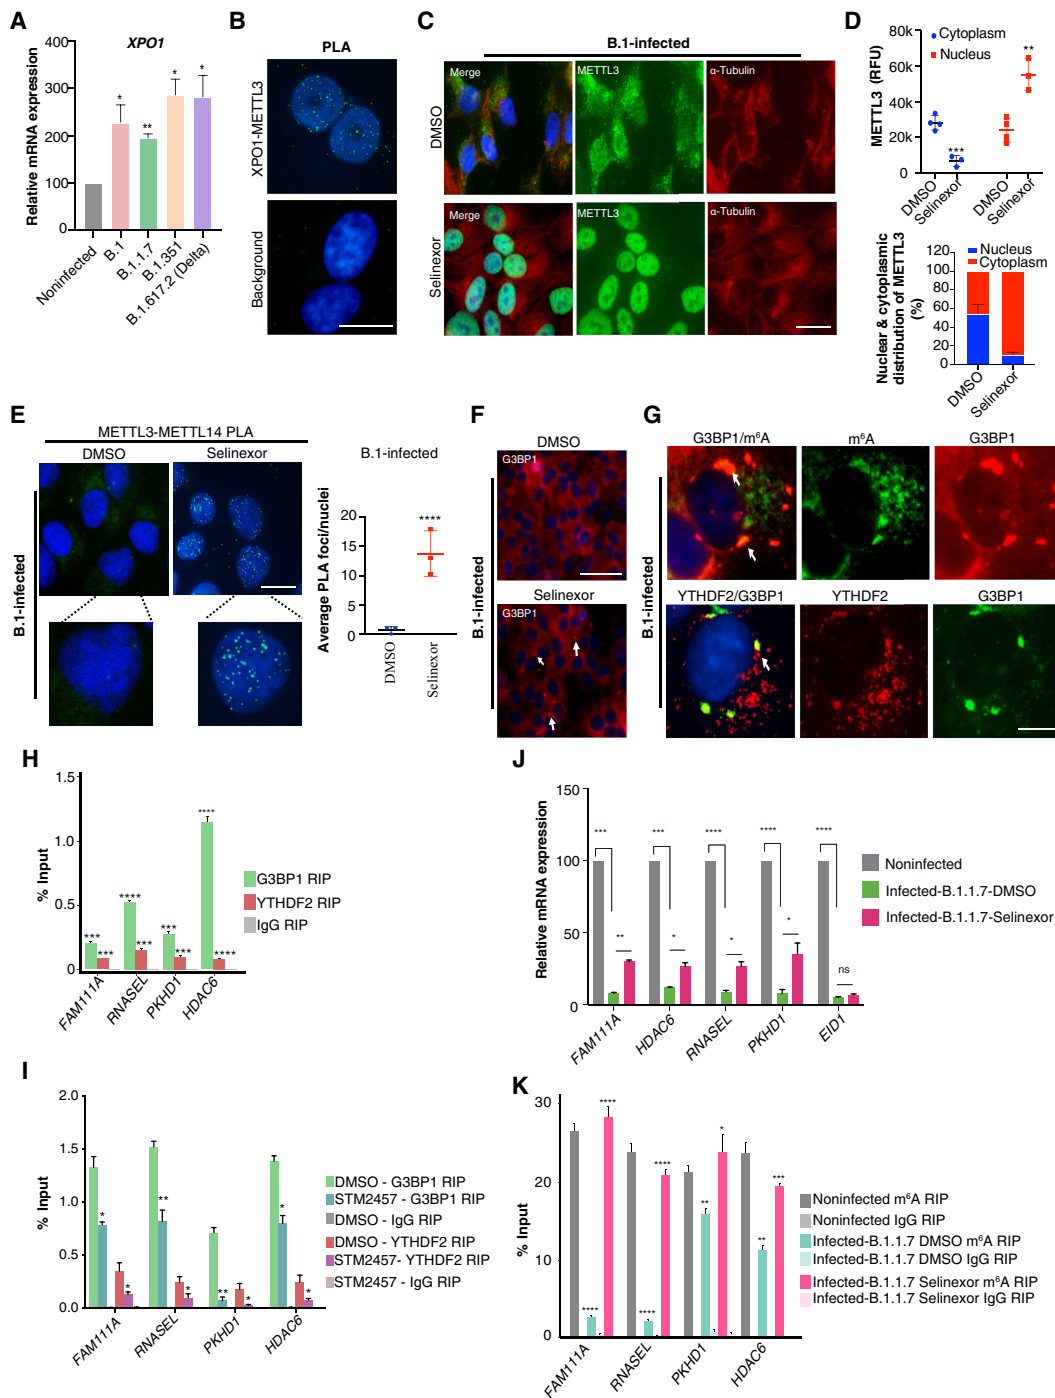 A
XPO1
Relative mRNA expression
400
300
200
100
0
Noninfected
B.1
B.1.1.7
B.1.351
B.1.617.2 (Delta)
*
**
*
*
B
PLA
XPO1-METTL3
Background
C
B.1-infected
DMSO
Selinexor
Merge
METTL3
α-Tubulin
Merge
METTL3
α-Tubulin
D
Cytoplasm
Nucleus
METTL3 (RFU)
80k
60k
40k
20k
0
***
**
DMSO
Selinexor
DMSO
Selinexor
Nuclear & cytoplasmic
distribution of METTL3
(%)
120
100
80
60
40
20
0
Nucleus
Cytoplasm
DMSO
Selinexor
E
METTL3-METTL14 PLA
DMSO
Selinexor
B.1-infected
B.1-infected
Average PLA foci/nuclei
20
15
10
5
0
****
DMSO
Selinexor
F
DMSO
G3BP1
B.1-infected
Selinexor
G3BP1
G
G3BP1/m⁶A
m⁶A
G3BP1
B.1-infected
YTHDF2/G3BP1
YTHDF2
G3BP1
H
% Input
1.5
1.0
0.5
0
***
***
****
***
***
***
****
****
FAM111A
RNASEL
PKHD1
HDAC6
G3BP1 RIP
YTHDF2 RIP
IgG RIP
J
Relative mRNA expression
150
100
50
0
***
***
****
****
****
**
*
*
*
ns
FAM111A
HDAC6
RNASEL
PKHD1
EID1
Noninfected
Infected-B.1.1.7-DMSO
Infected-B.1.1.7-Selinexor
I
% Input
2.0
1.5
1.0
0.5
0.0
*
*
**
*
**
*
*
*
FAM111A
RNASEL
PKHD1
HDAC6
DMSO - G3BP1 RIP
STM2457 - G3BP1 RIP
DMSO - IgG RIP
DMSO - YTHDF2 RIP
STM2457- YTHDF2 RIP
STM2457 - IgG RIP
K
% Input
30
20
10
0
****
****
****
****
**
*
**
***
FAM111A
RNASEL
PKHD1
HDAC6
Noninfected m⁶A RIP
Noninfected IgG RIP
Infected-B.1.1.7 DMSO m⁶A RIP
Infected-B.1.1.7 DMSO IgG RIP
Infected-B.1.1.7 Selinexor m⁶A RIP
Infected-B.1.1.7 Selinexor IgG RIP